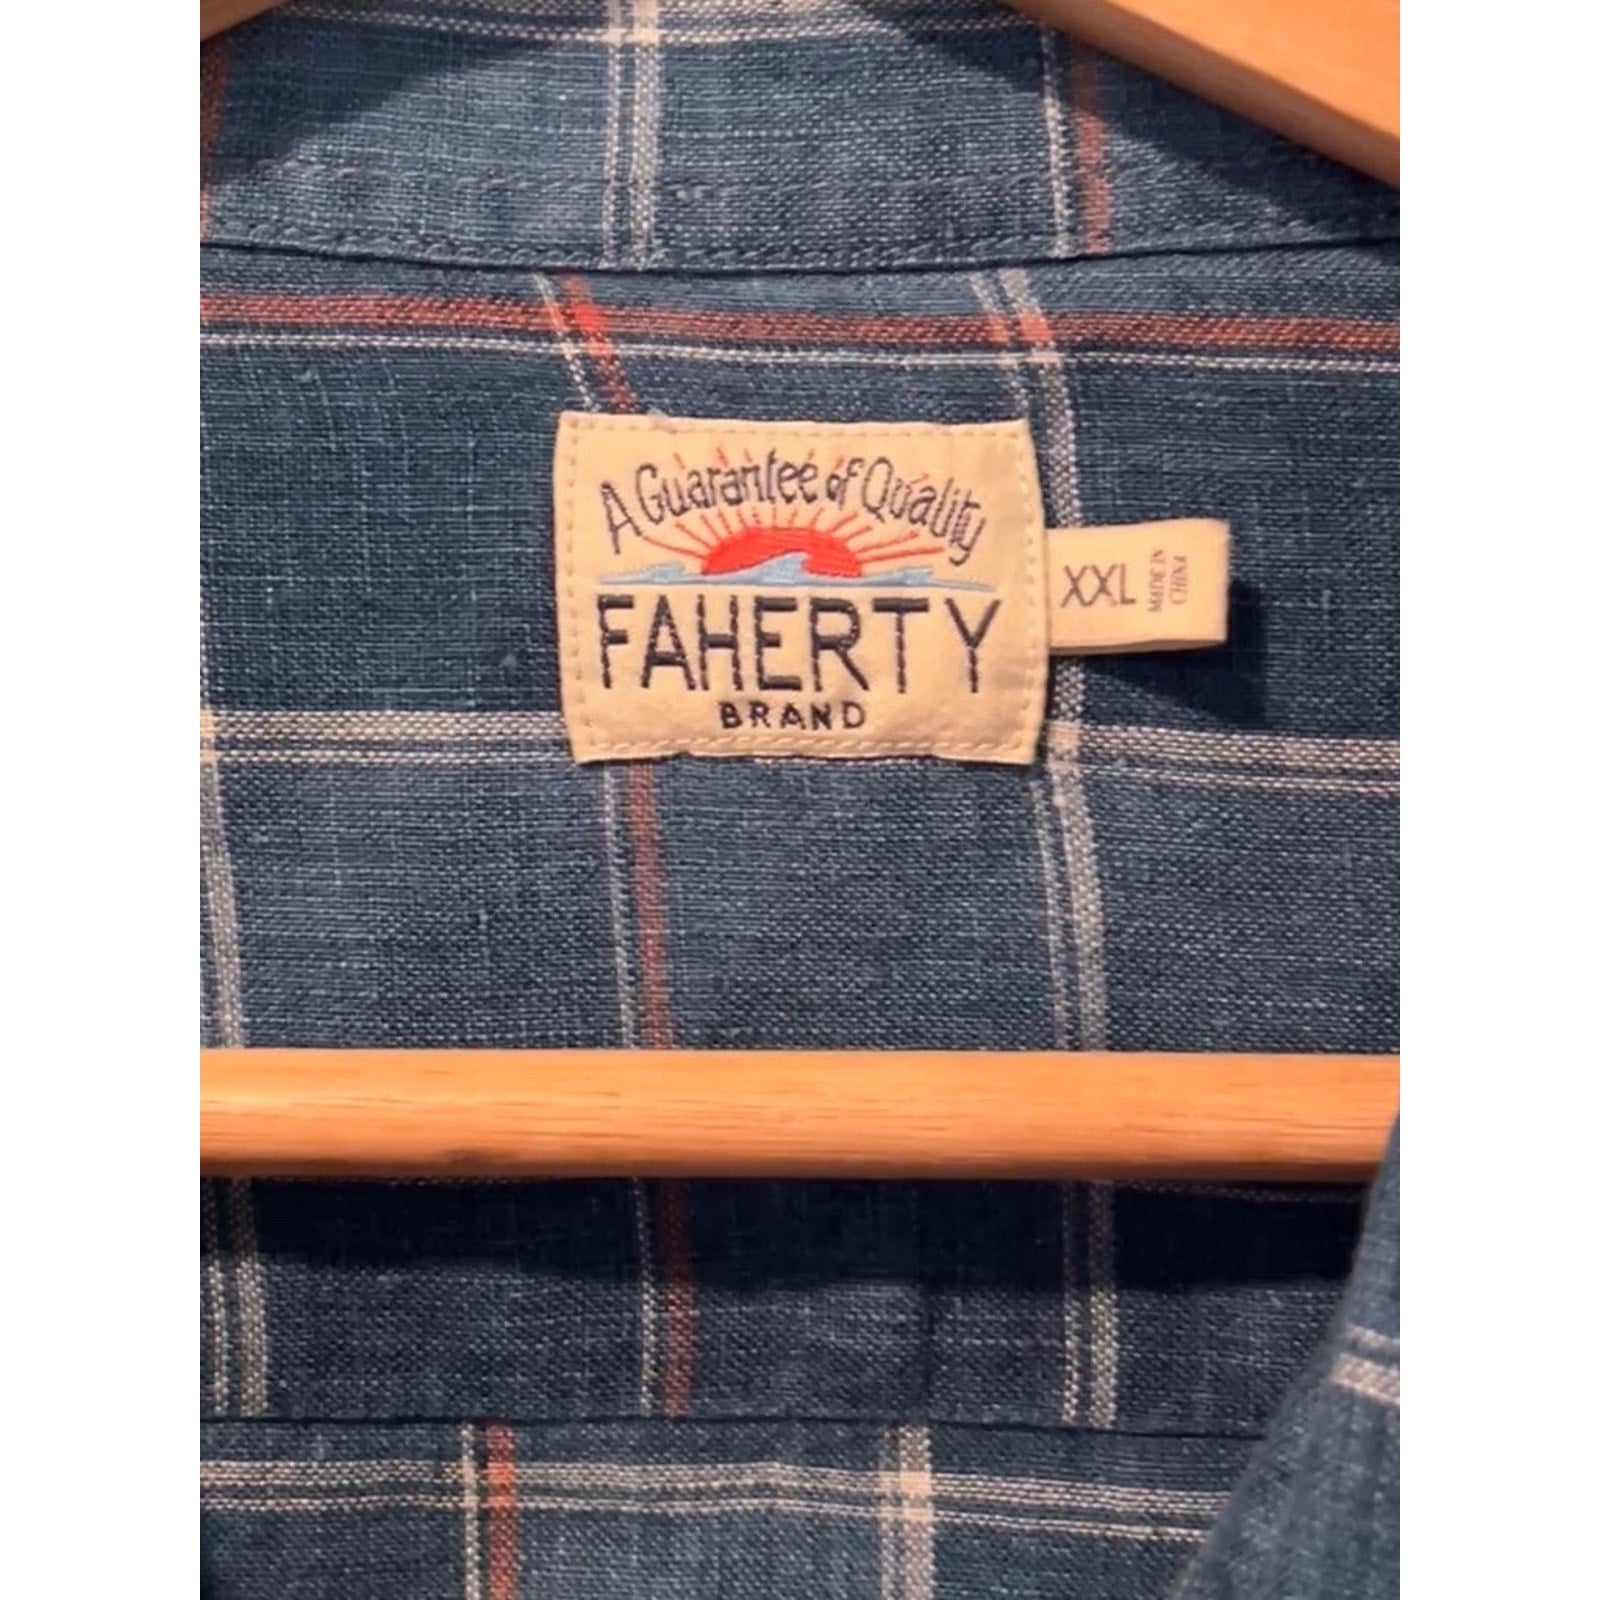 A Guarantee of Quality
FAHERTY
BRAND
XXL
MADE IN
CHINA